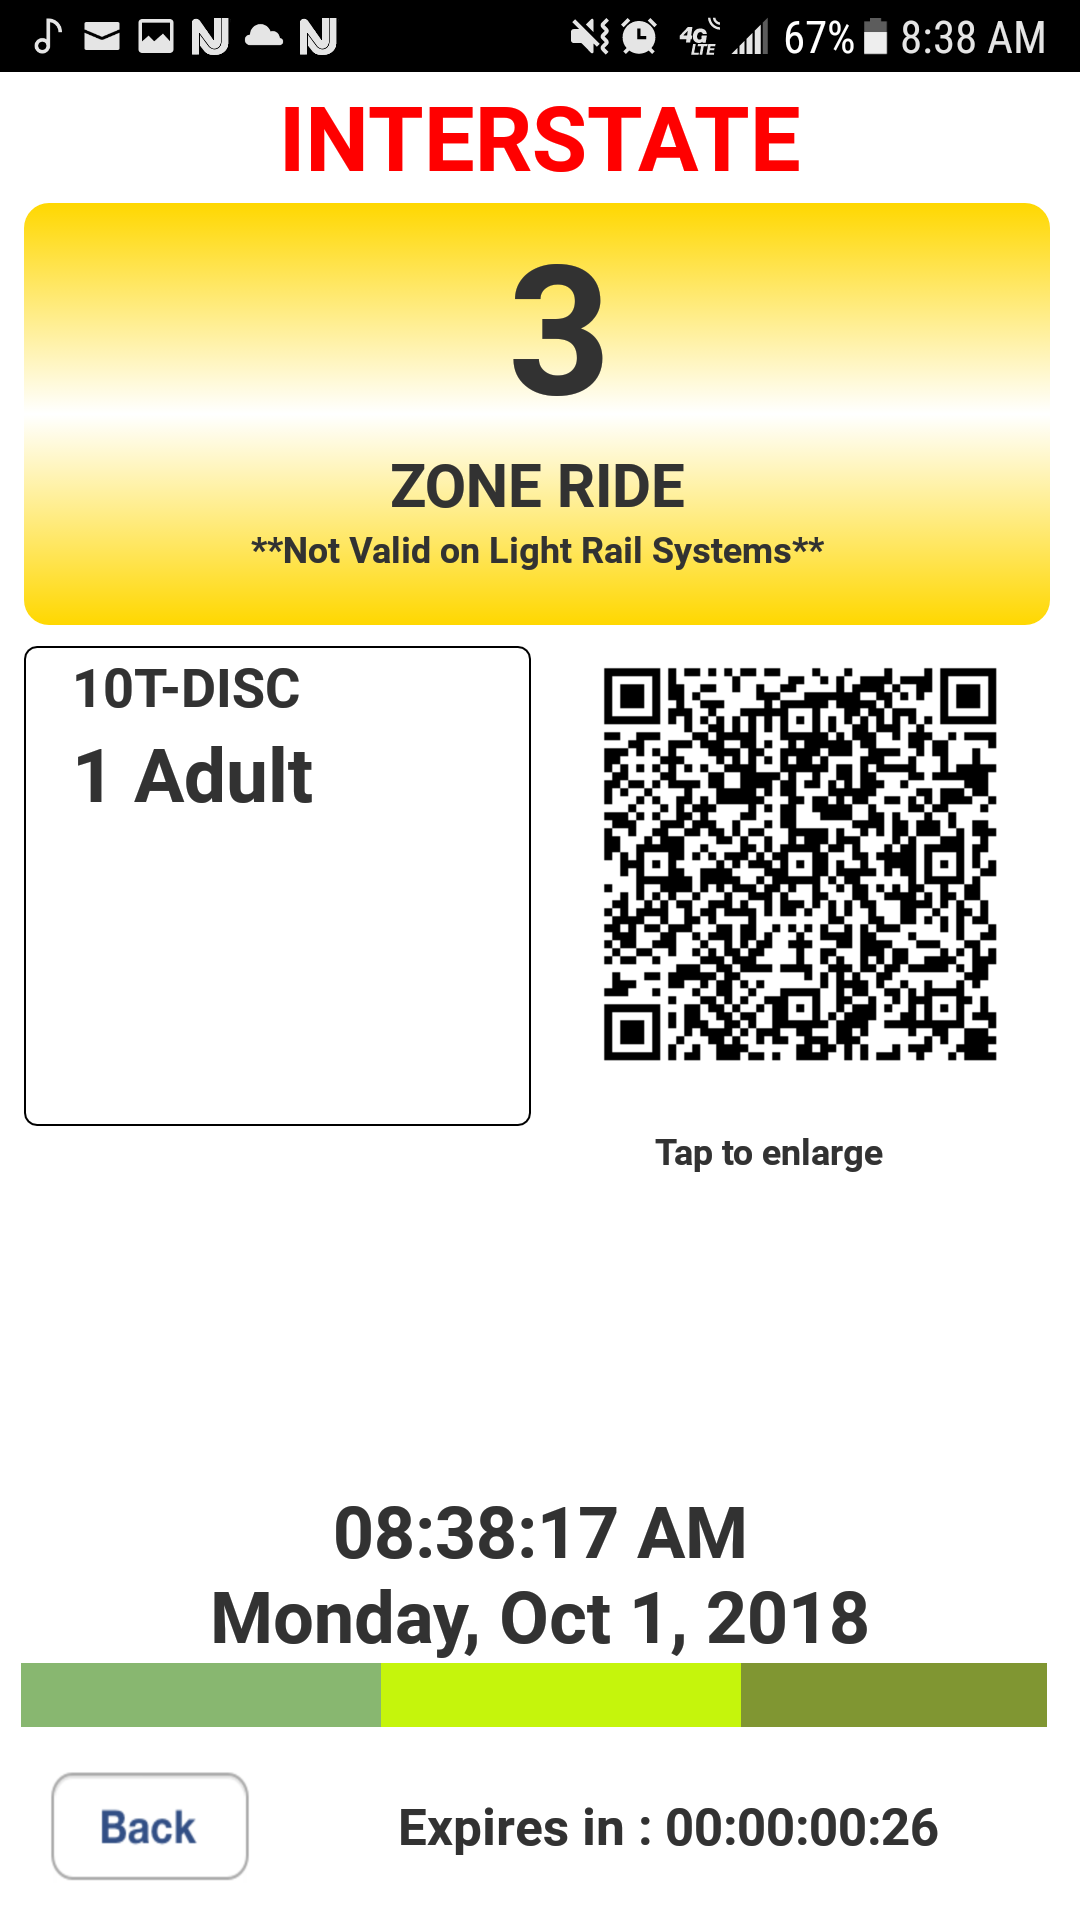 4G LTE 67% 8:38 AM
INTERSTATE
3
ZONE RIDE
**Not Valid on Light Rail Systems**
10T-DISC
1 Adult
Tap to enlarge
08:38:17 AM
Monday, Oct 1, 2018
Back
Expires in : 00:00:00:26